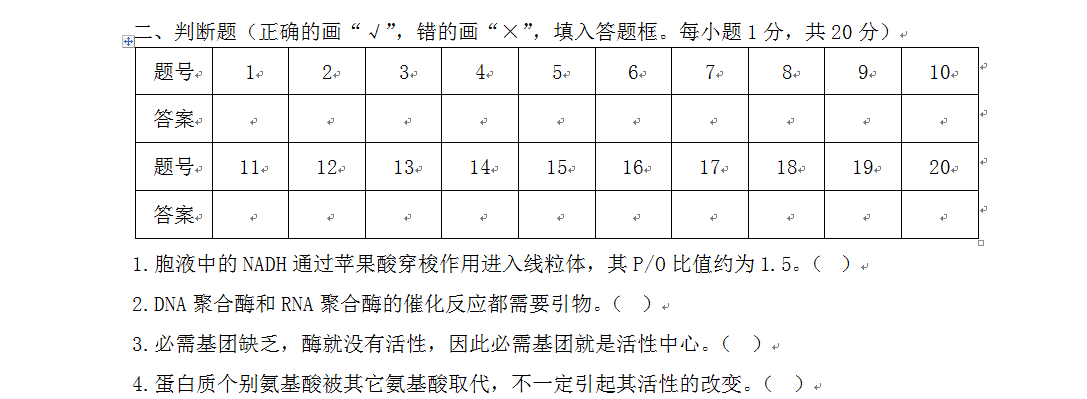 二、判断题（正确的画“√”，错的画“×”，填入答题框。每小题1分，共20分）
题号 1 2 3 4 5 6 7 8 9 10
答案
题号 11 12 13 14 15 16 17 18 19 20
答案
1.胞液中的NADH通过苹果酸穿梭作用进入线粒体，其P/O比值约为1.5。（ ）
2.DNA聚合酶和RNA聚合酶的催化反应都需要引物。（ ）
3.必需基团缺乏，酶就没有活性，因此必需基团就是活性中心。（ ）
4.蛋白质个别氨基酸被其它氨基酸取代，不一定引起其活性的改变。（ ）